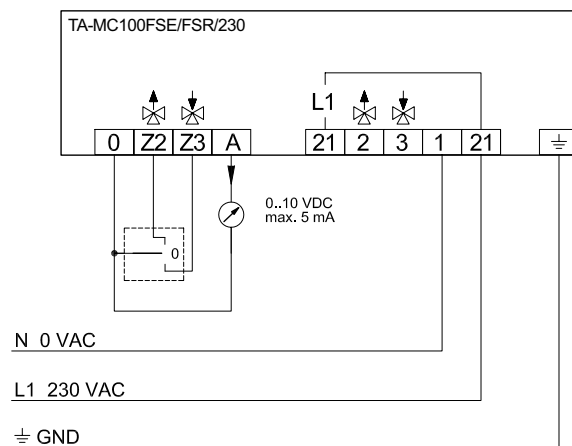 TA-MC100FSE/FSR/230
L1
0 Z2 Z3 A 21 2 3 1 21
0..10 VDC
max. 5 mA
0
N 0 VAC
L1 230 VAC
GND